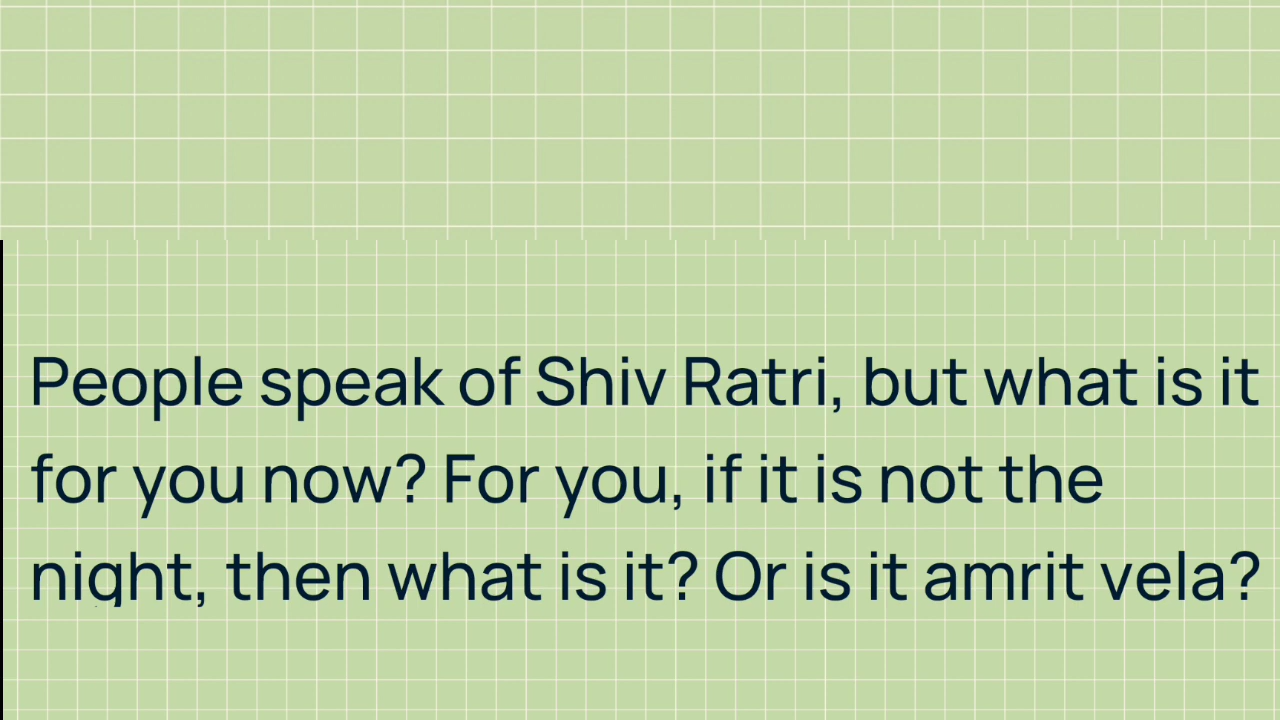 People speak of Shiv Ratri, but what is it
for you now? For you, if it is not the
night, then what is it? Or is it amrit vela?